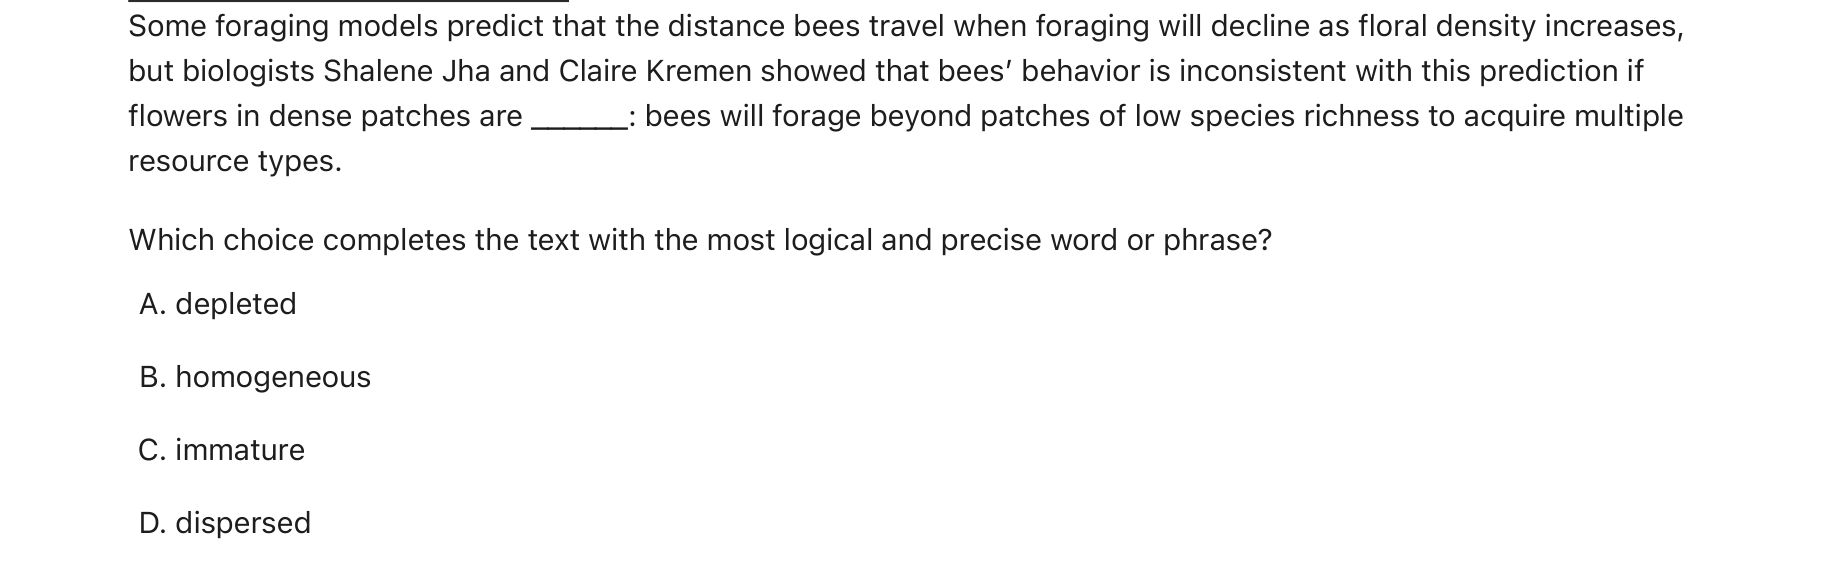 Some foraging models predict that the distance bees travel when foraging will decline as floral density increases,
but biologists Shalene Jha and Claire Kremen showed that bees’ behavior is inconsistent with this prediction if
flowers in dense patches are ______: bees will forage beyond patches of low species richness to acquire multiple
resource types.
Which choice completes the text with the most logical and precise word or phrase?
A. depleted
B. homogeneous
C. immature
D. dispersed